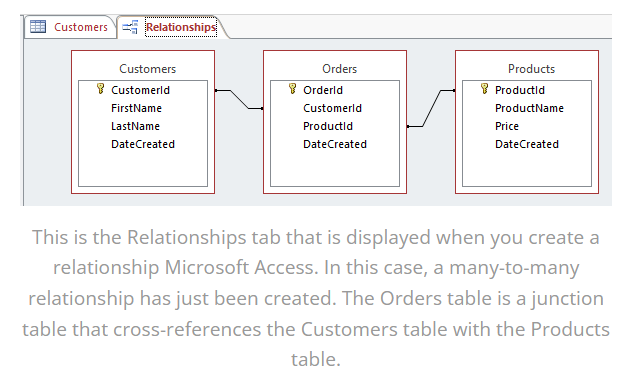 Customers Relationships
Customers Orders Products
CustomerId OrderId ProductId
FirstName CustomerId ProductName
LastName ProductId Price
DateCreated DateCreated DateCreated
This is the Relationships tab that is displayed when you create a
relationship Microsoft Access. In this case, a many-to-many
relationship has just been created. The Orders table is a junction
table that cross-references the Customers table with the Products
table.